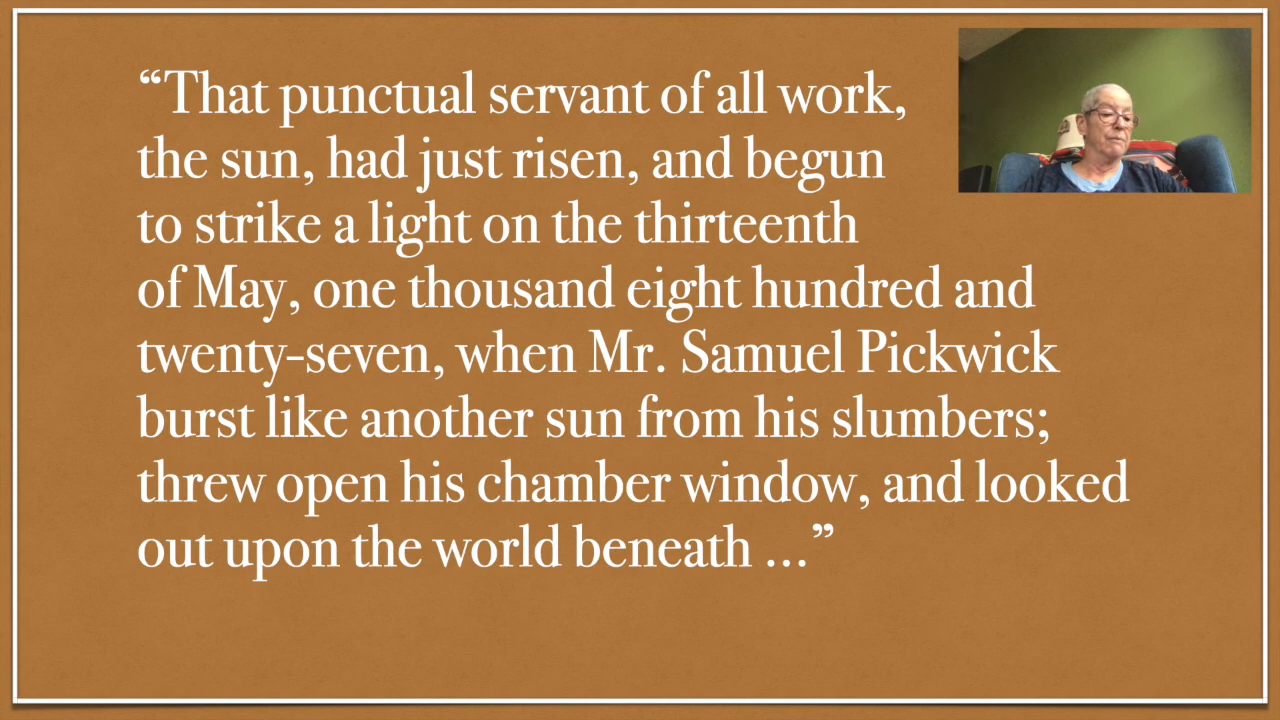 “That punctual servant of all work,
the sun, had just risen, and begun
to strike a light on the thirteenth
of May, one thousand eight hundred and
twenty-seven, when Mr. Samuel Pickwick
burst like another sun from his slumbers;
threw open his chamber window, and looked
out upon the world beneath ...”